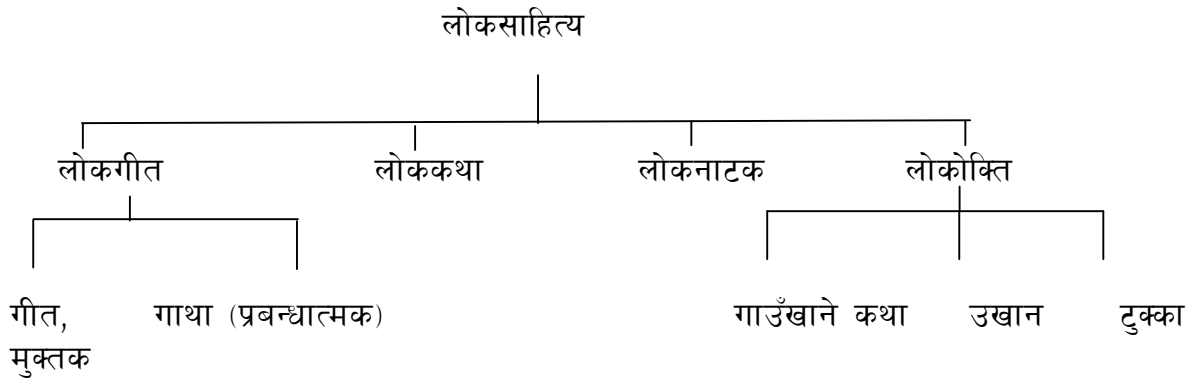 लोकसाहित्य
लोकगीत लोककथा लोकनाटक लोकोक्ति
गीत, गाथा (प्रबन्धात्मक) गाउँखाने कथा उखान टुक्का
मुक्तक